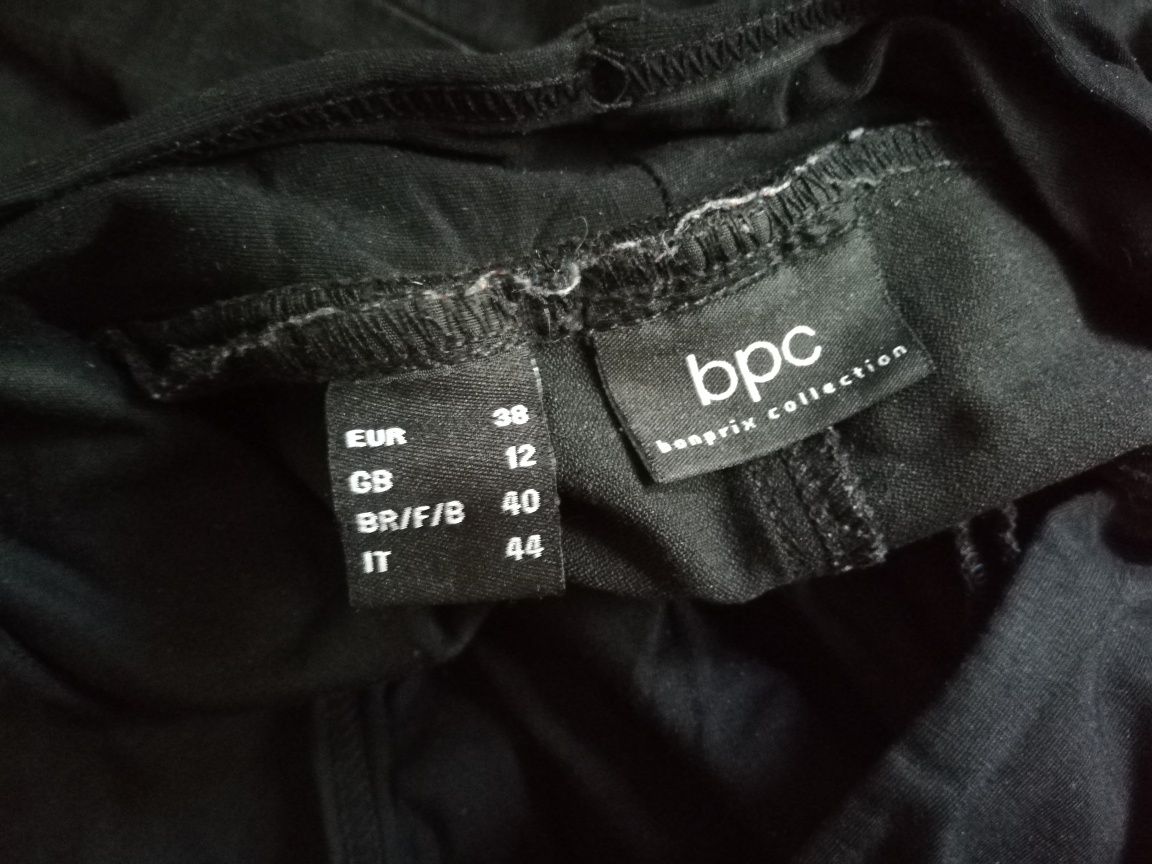 EUR 38
GB 12
BR/F/B 40
IT 44
bpc
bonprix collection